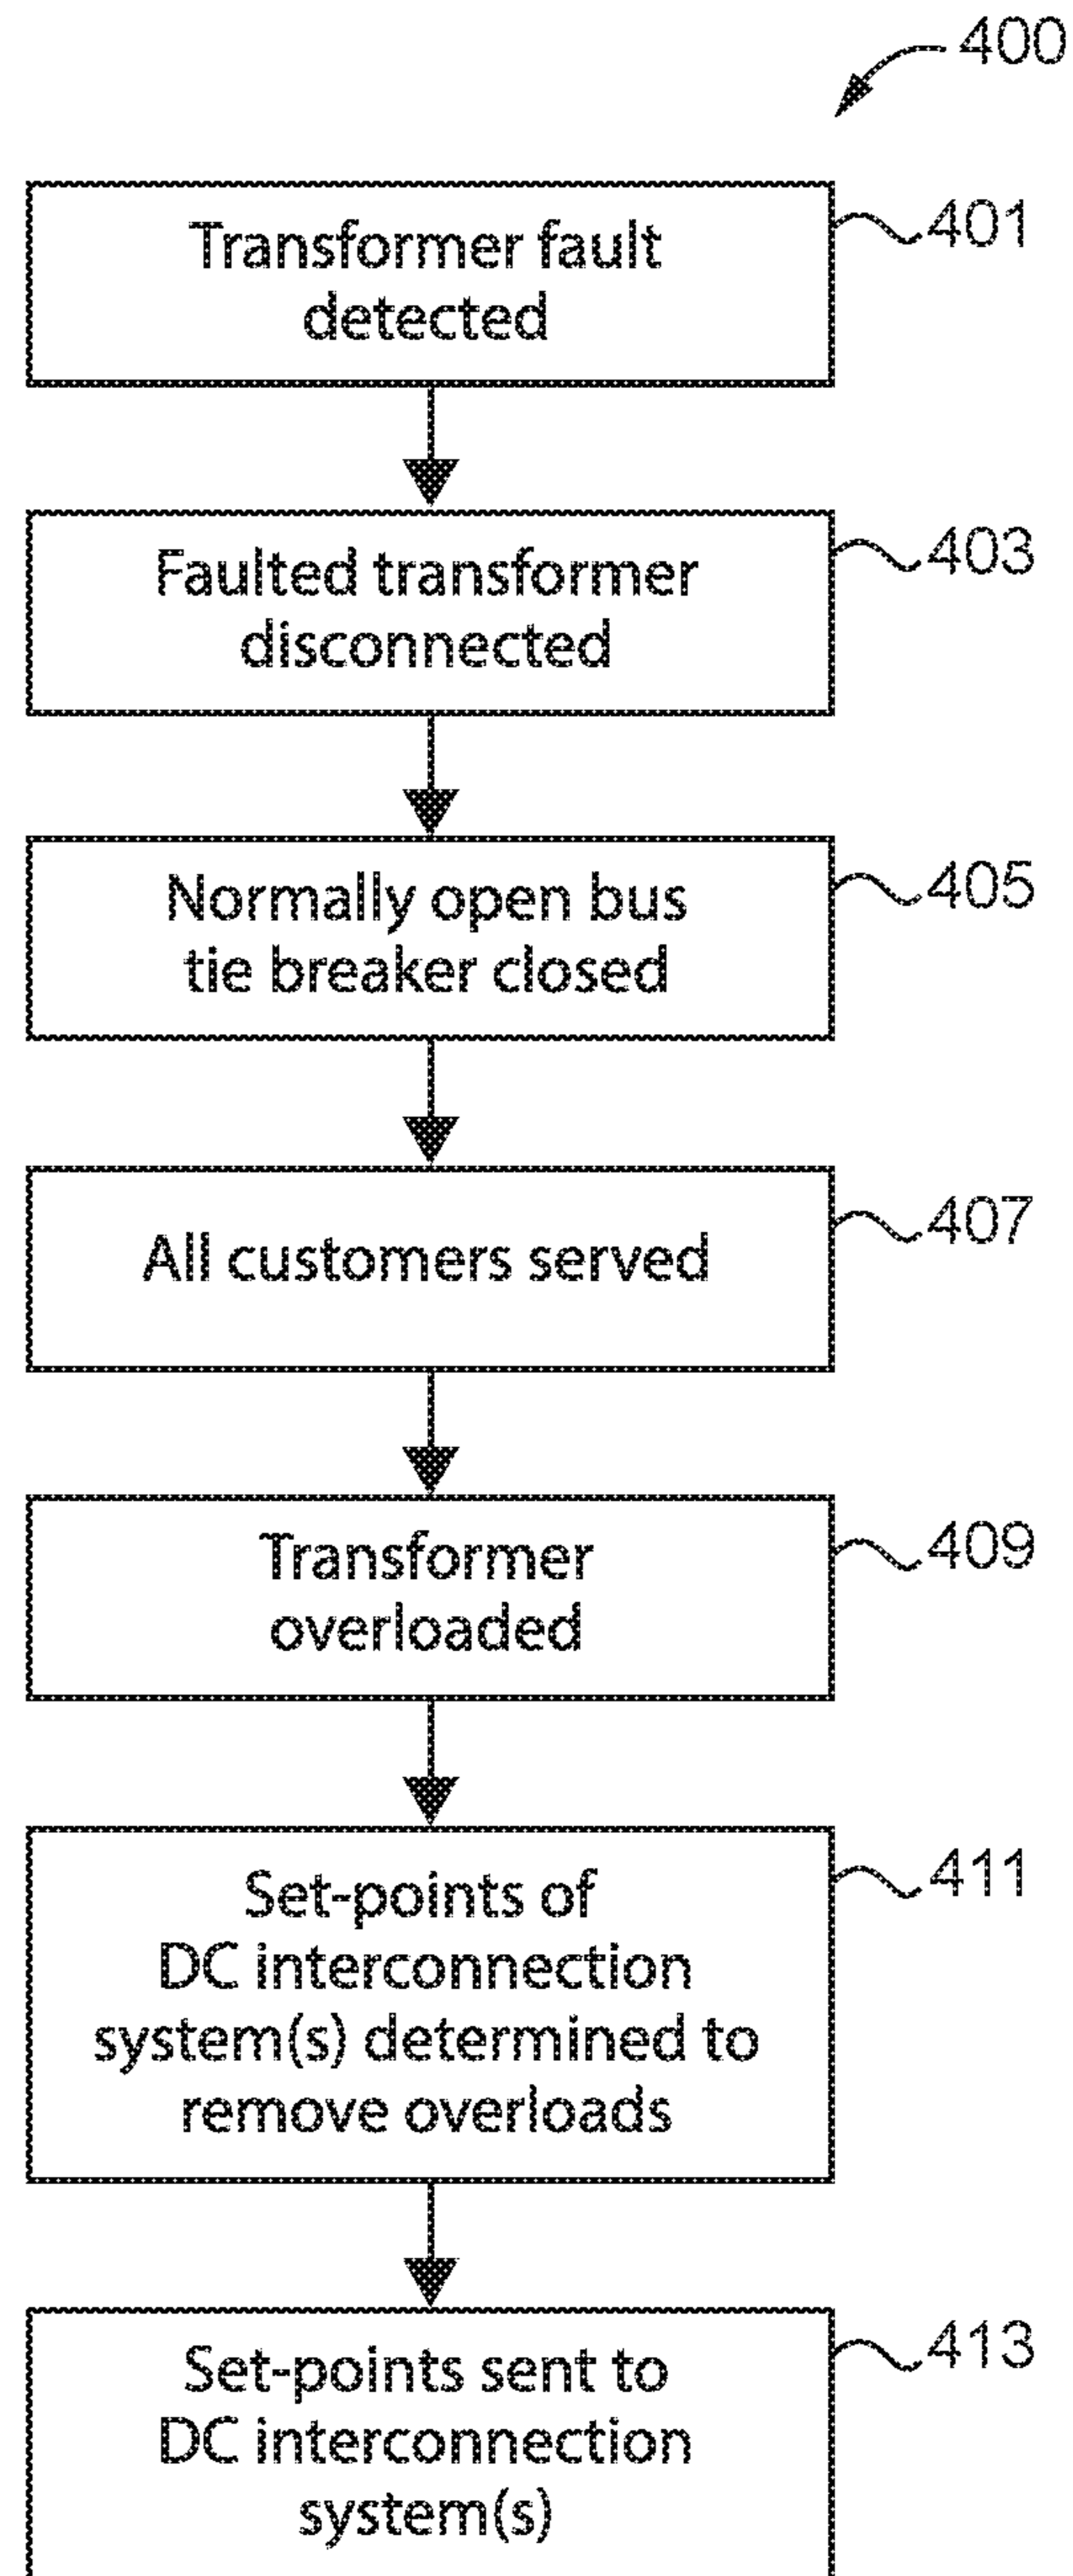 400
Transformer fault
detected
401
Faulted transformer
disconnected
403
Normally open bus
tie breaker closed
405
All customers served
407
Transformer
overloaded
409
Set-points of
DC interconnection
system(s) determined to
remove overloads
411
Set-points sent to
DC interconnection
system(s)
413